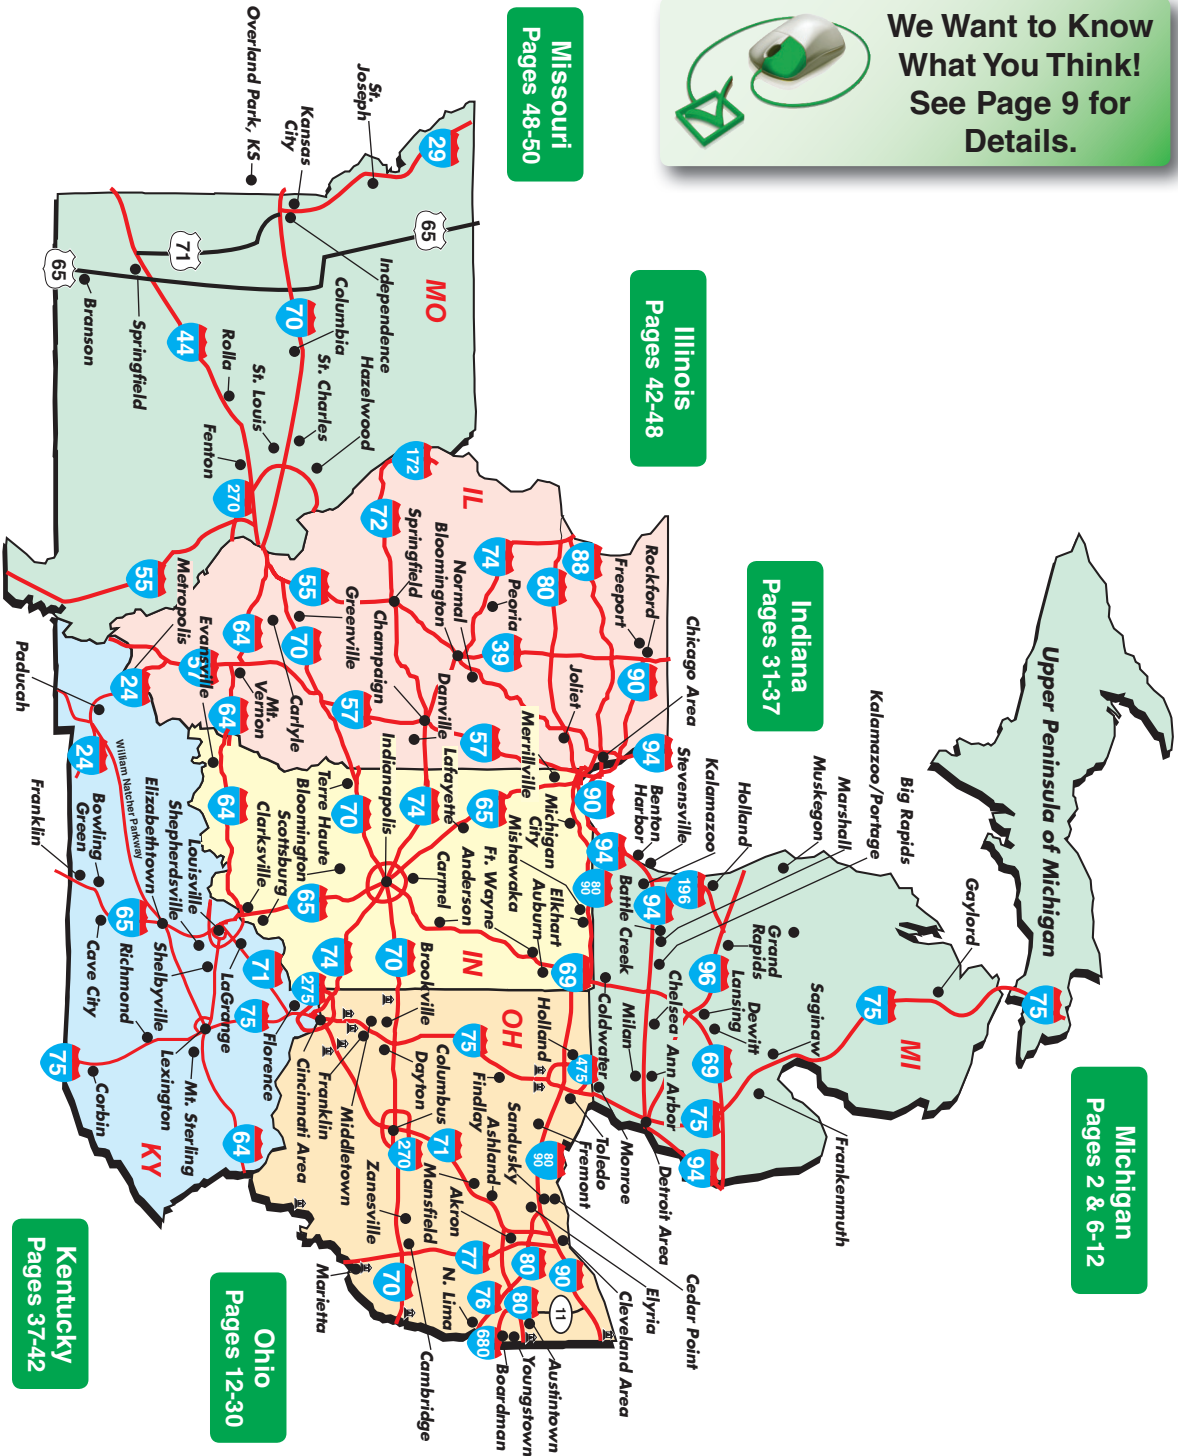 We Want to Know
What You Think!
See Page 9 for
Details.
Missouri
Pages 48-50
Illinois
Pages 42-48
Indiana
Pages 31-37
Michigan
Pages 2 & 6-12
Ohio
Pages 12-30
Kentucky
Pages 37-42
Upper Peninsula of Michigan
MI
75
Gaylord
75
Big Rapids
Kalamazoo/Portage
Marshall
Muskegon
Holland
Kalamazoo
Stevensville
Benton
Harbor
196
94
94
Battle Creek
Grand
Rapids
96
Lansing
Dewitt
Saginaw
69
75
94
Chelsea
Ann Arbor
Milan
Coldwater
Frankenmuth
Detroit Area
Monroe
MO
29
St.
Joseph
Kansas
City
Overland Park, KS
65
71
65
Independence
Columbia
70
St. Charles
Hazelwood
St. Louis
Rolla
44
Springfield
Branson
Fenton
270
55
IL
172
72
Springfield
Bloomington
Normal
74
Peoria
80
88
Freeport
Rockford
39
90
Chicago Area
94
Joliet
57
Danville
Champaign
57
Greenville
55
70
64
Carlyle
Mt.
Vernon
57
Metropolis
24
IN
90
Merrillville
Michigan
City
65
Lafayette
74
Indianapolis
70
Terre Haute
Bloomington
Scottsburg
Clarksville
64
64
Evansville
65
Carmel
Anderson
Ft. Wayne
Auburn
Mishawaka
Elkhart
80
90
69
70
74
Brookville
OH
Holland
475
Toledo
Fremont
75
Findlay
Ashland
Sandusky
80
90
Cedar Point
Elyria
Cleveland Area
Columbus
Dayton
71
270
Mansfield
Akron
Zanesville
Middletown
Franklin
Cincinnati Area
275
77
80
90
76
80
11
680
N. Lima
70
Marietta
Cambridge
Boardman
Youngstown
Austintown
KY
Paducah
24
William Natcher Parkway
Franklin
Bowling
Green
65
Cave City
Elizabethtown
Shepherdsville
Louisville
Shelbyville
Richmond
LaGrange
71
75
Florence
Lexington
Mt. Sterling
64
75
Corbin